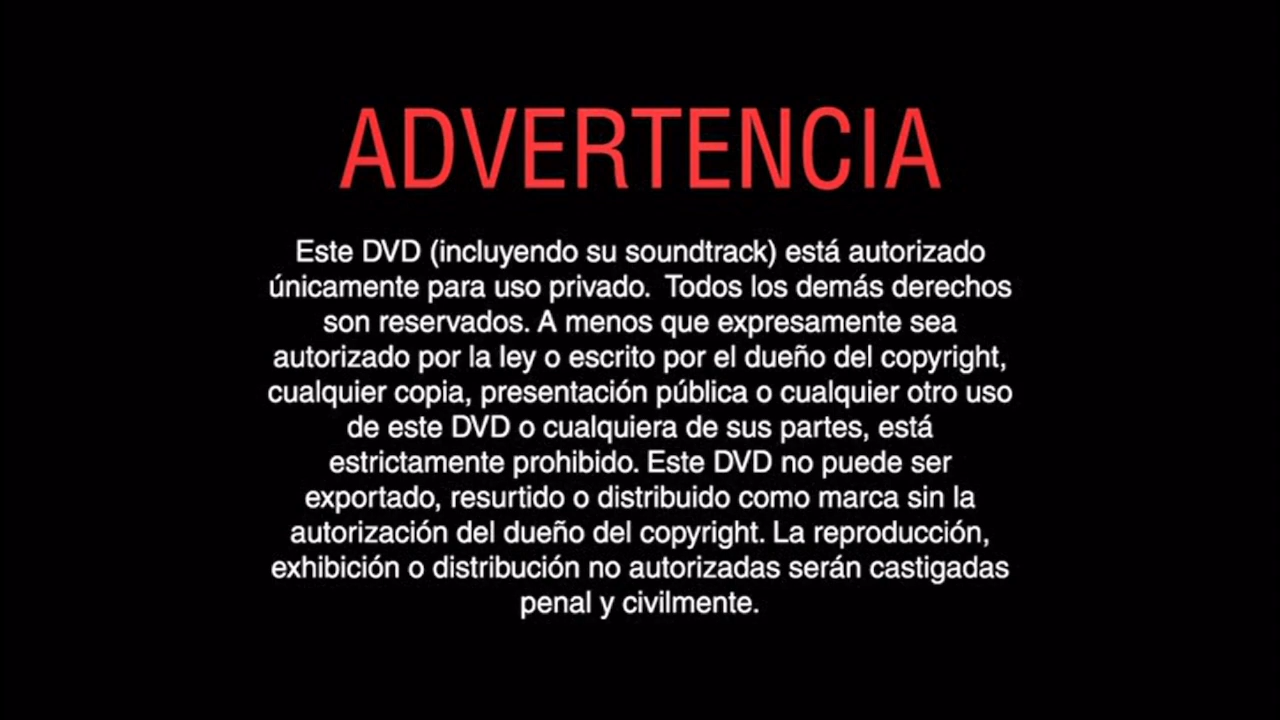 ADVERTENCIA
Este DVD (incluyendo su soundtrack) está autorizado
únicamente para uso privado.  Todos los demás derechos
son reservados. A menos que expresamente sea
autorizado por la ley o escrito por el dueño del copyright,
cualquier copia, presentación pública o cualquier otro uso
de este DVD o cualquiera de sus partes, está
estrictamente prohibido. Este DVD no puede ser
exportado, resurtido o distribuido como marca sin la
autorización del dueño del copyright. La reproducción,
exhibición o distribución no autorizadas serán castigadas
penal y civilmente.